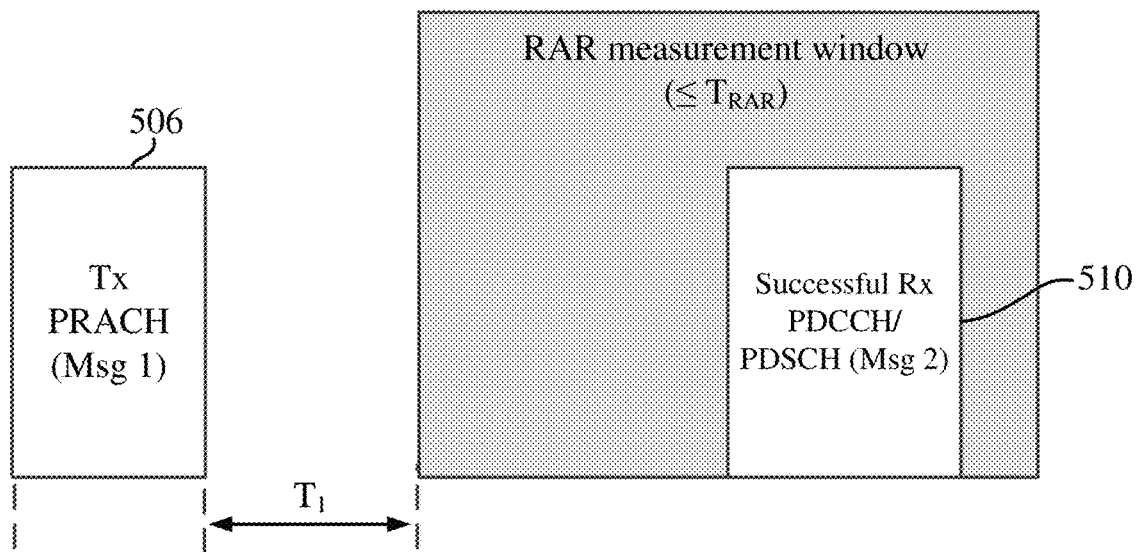 RAR measurement window
(≤ T_RAR)
506
Tx
PRACH
(Msg 1)
Successful Rx
PDCCH/
PDSCH (Msg 2)
510
T_1